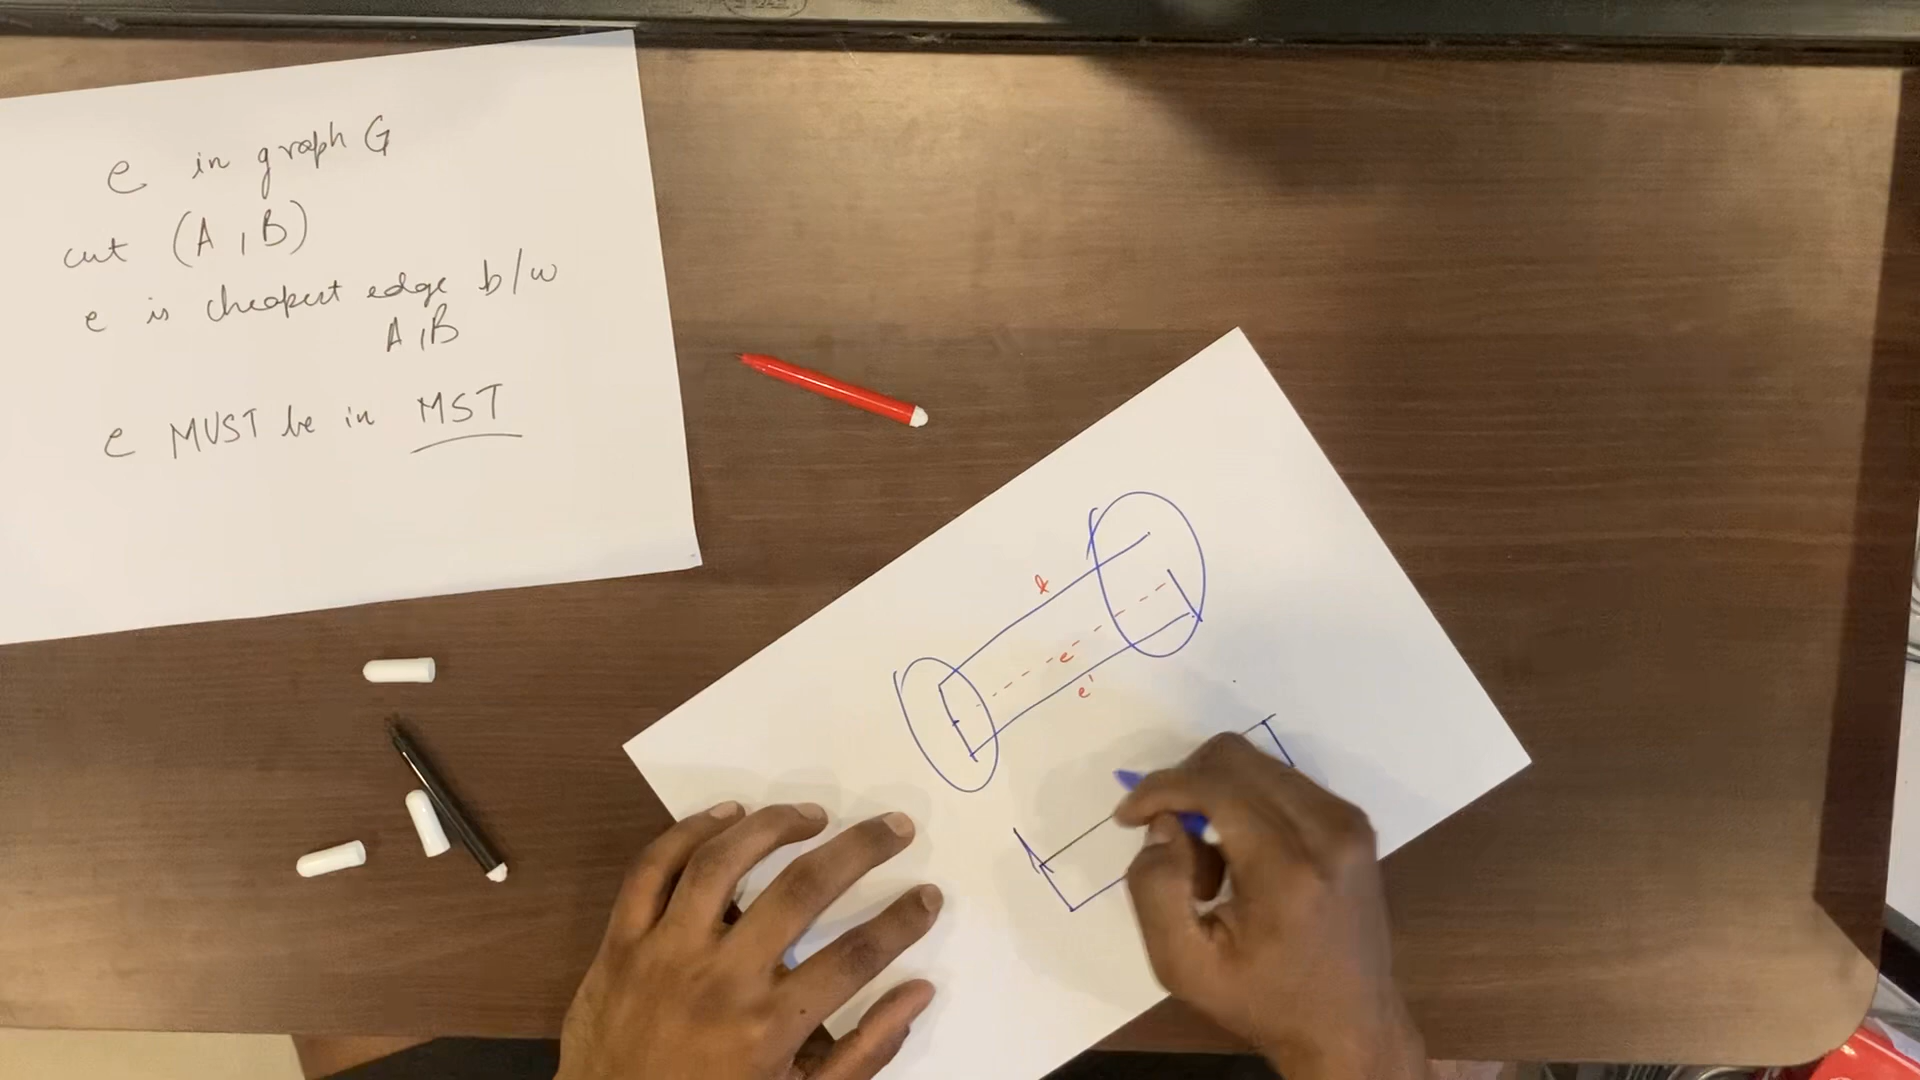 e in graph G
cut (A, B)
e is cheapest edge b/w
A, B
e MUST be in MST
e
e'